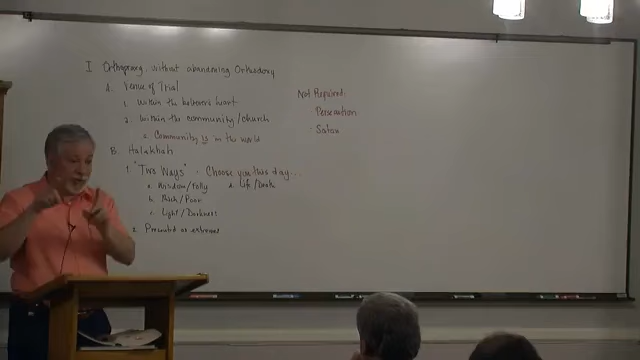 I Orthopraxy without abandoning Orthodoxy
A. Venue of Trial
1. Within the believers heart
2. Within the community/church
a. Community is in the world
B. Halakhah
1. "Two Ways" - Choose you this day...
a. Wisdom/Folly d. Life/Death
b. Rich/Poor
c. Light/Darkness
2. Presented as extremes
Not Required:
- Persecution
- Satan